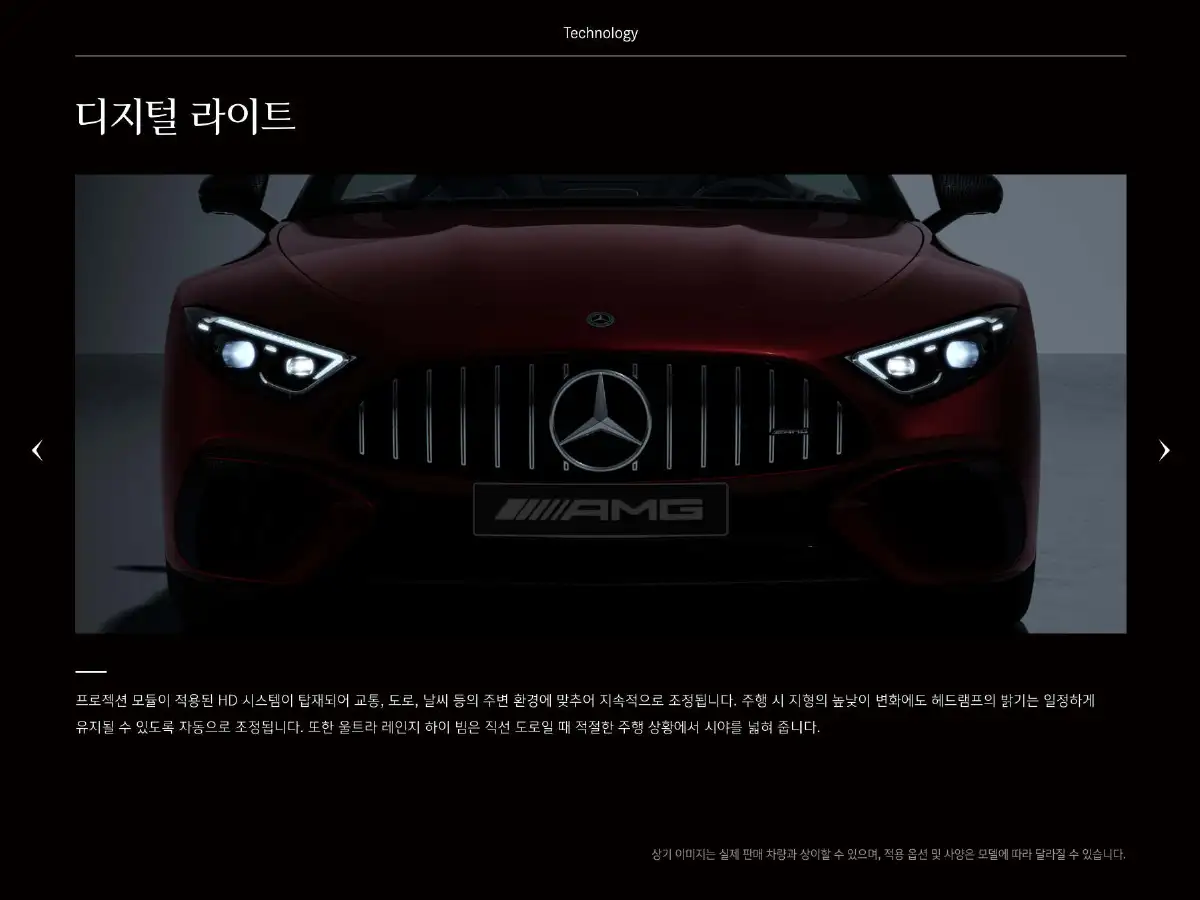 Technology
디지털 라이트
AMG
AMG
프로젝션 모듈이 적용된 HD 시스템이 탑재되어 교통, 도로, 날씨 등의 주변 환경에 맞추어 지속적으로 조정됩니다. 주행 시 지형의 높낮이 변화에도 헤드램프의 밝기는 일정하게
유지될 수 있도록 자동으로 조정됩니다. 또한 울트라 레인지 하이 빔은 직선 도로일 때 적절한 주행 상황에서 시야를 넓혀 줍니다.
상기 이미지는 실제 판매 차량과 상이할 수 있으며, 적용 옵션 및 사양은 모델에 따라 달라질 수 있습니다.